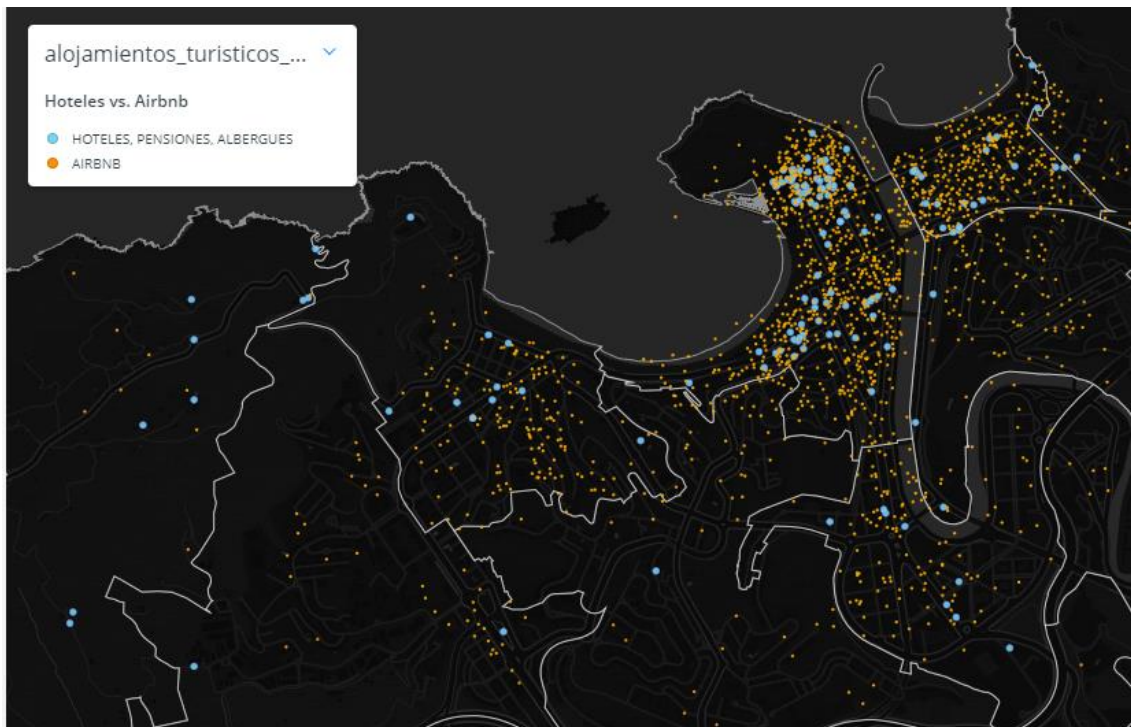 alojamientos_turisticos_...
Hoteles vs. Airbnb
HOTELES, PENSIONES, ALBERGUES
AIRBNB